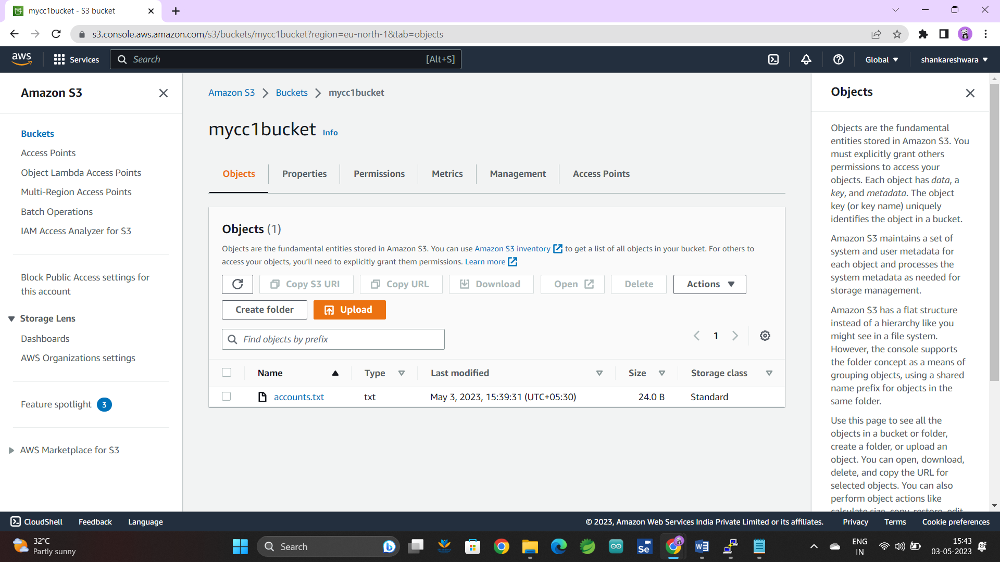 mycc1bucket - S3 bucket
s3.console.aws.amazon.com/s3/buckets/mycc1bucket?region=eu-north-1&tab=objects
aws
Services
Search
[Alt+S]
Global
shankareshwara
Amazon S3
Buckets
Access Points
Object Lambda Access Points
Multi-Region Access Points
Batch Operations
IAM Access Analyzer for S3
Block Public Access settings for
this account
Storage Lens
Dashboards
AWS Organizations settings
Feature spotlight 3
AWS Marketplace for S3
Amazon S3 > Buckets > mycc1bucket
mycc1bucket Info
Objects
Properties
Permissions
Metrics
Management
Access Points
Objects (1)
Objects are the fundamental entities stored in Amazon S3. You can use Amazon S3 inventory to get a list of all objects in your bucket. For others to
access your objects, you’ll need to explicitly grant them permissions. Learn more
Copy S3 URI
Copy URL
Download
Open
Delete
Actions
Create folder
Upload
Find objects by prefix
1
Name Type Last modified Size Storage class
accounts.txt txt May 3, 2023, 15:39:31 (UTC+05:30) 24.0 B Standard
Objects
Objects are the fundamental
entities stored in Amazon S3. You
must explicitly grant others
permissions to access your
objects. Each object has data, a
key, and metadata. The object
key (or key name) uniquely
identifies the object in a bucket.
Amazon S3 maintains a set of
system and user metadata for
each object and processes the
system metadata as needed for
storage management.
Amazon S3 has a flat structure
instead of a hierarchy like you
might see in a file system.
However, the console supports
the folder concept as a means of
grouping objects, using a shared
name prefix for objects in the
same folder.
Use this page to see all the
objects in a bucket or folder,
create a folder, or upload an
object. You can open, download,
delete, and copy the URL for
selected objects. You can also
perform object actions like
calculate size, copy, restore, edit
CloudShell
Feedback
Language
© 2023, Amazon Web Services India Private Limited or its affiliates.
Privacy
Terms
Cookie preferences
32°C
Partly sunny
Search
Se
ENG
IN
15:43
03-05-2023